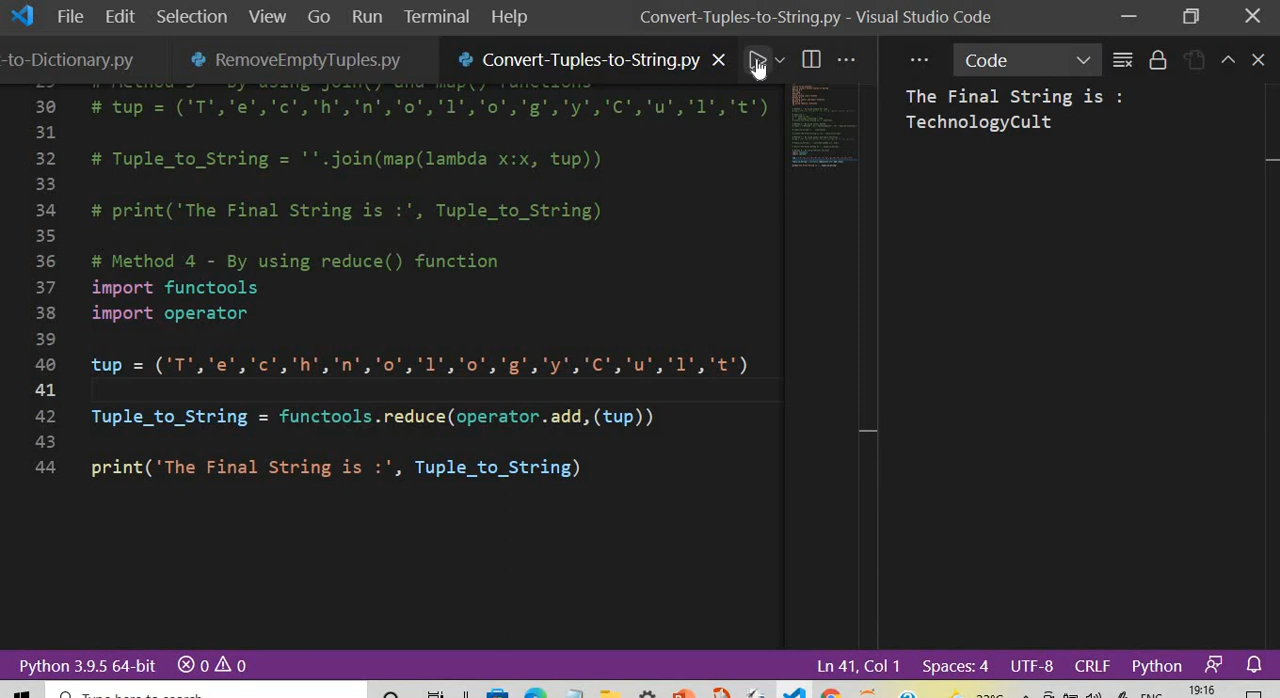 File Edit Selection View Go Run Terminal Help Convert-Tuples-to-String.py - Visual Studio Code
-to-Dictionary.py RemoveEmptyTuples.py Convert-Tuples-to-String.py Code
30 # tup = ('T','e','c','h','n','o','l','o','g','y','C','u','l','t')
31
32 # Tuple_to_String = ''.join(map(lambda x:x, tup))
33
34 # print('The Final String is :', Tuple_to_String)
35
36 # Method 4 - By using reduce() function
37 import functools
38 import operator
39
40 tup = ('T','e','c','h','n','o','l','o','g','y','C','u','l','t')
41
42 Tuple_to_String = functools.reduce(operator.add,(tup))
43
44 print('The Final String is :', Tuple_to_String)
The Final String is :
TechnologyCult
Python 3.9.5 64-bit 0 0 Ln 41, Col 1 Spaces: 4 UTF-8 CRLF Python
19:16